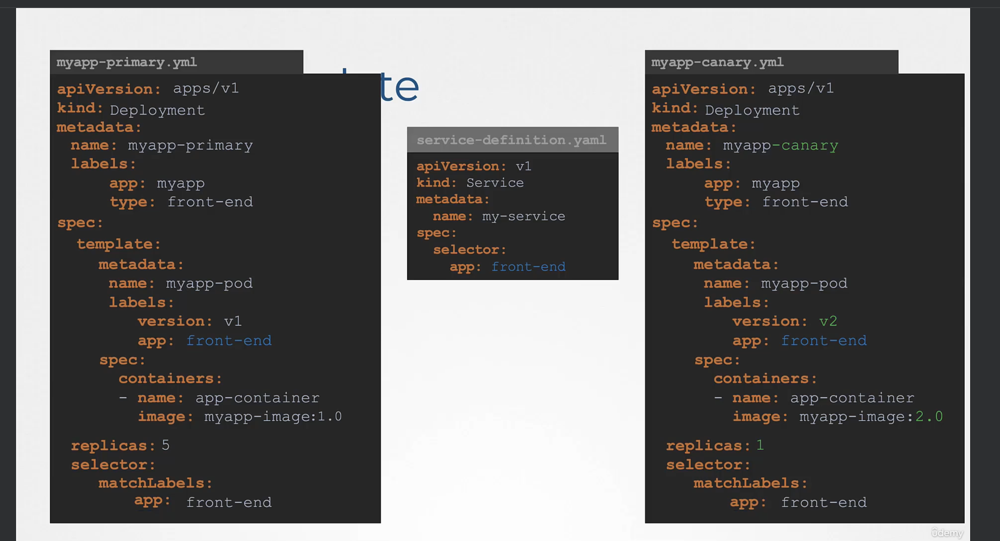 te
myapp-primary.yml
apiVersion: apps/v1
kind: Deployment
metadata:
name: myapp-primary
labels:
app: myapp
type: front-end
spec:
template:
metadata:
name: myapp-pod
labels:
version: v1
app: front-end
spec:
containers:
- name: app-container
image: myapp-image:1.0
replicas: 5
selector:
matchLabels:
app: front-end
service-definition.yaml
apiVersion: v1
kind: Service
metadata:
name: my-service
spec:
selector:
app: front-end
myapp-canary.yml
apiVersion: apps/v1
kind: Deployment
metadata:
name: myapp-canary
labels:
app: myapp
type: front-end
spec:
template:
metadata:
name: myapp-pod
labels:
version: v2
app: front-end
spec:
containers:
- name: app-container
image: myapp-image:2.0
replicas: 1
selector:
matchLabels:
app: front-end
ûdemy